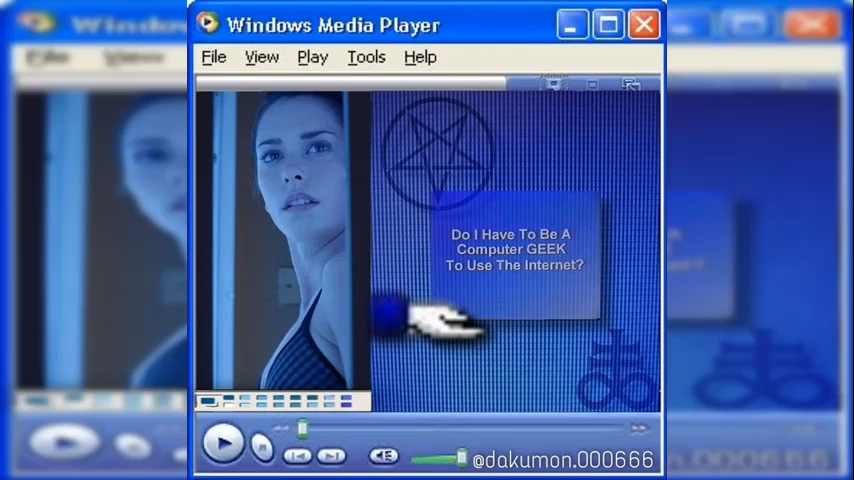 Windows Media Player
File View Play Tools Help
Do I Have To Be A
Computer GEEK
To Use The Internet?
@dakumon.000666